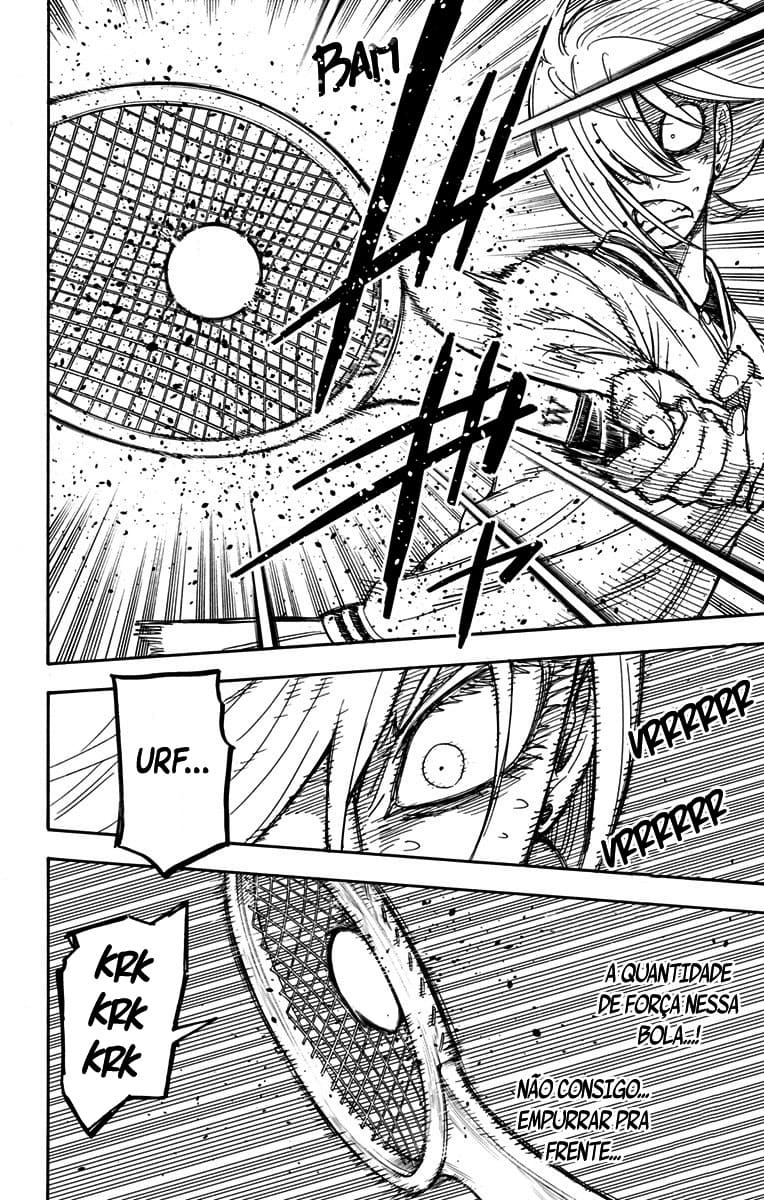 BAM
WISE
W
URF...
VRRRRRR
VRRRRRR
KRK
KRK
KRK
A QUANTIDADE
DE FORÇA NESSA
BOLA...!
NÃO CONSIGO...
EMPURRAR PRA
FRENTE...